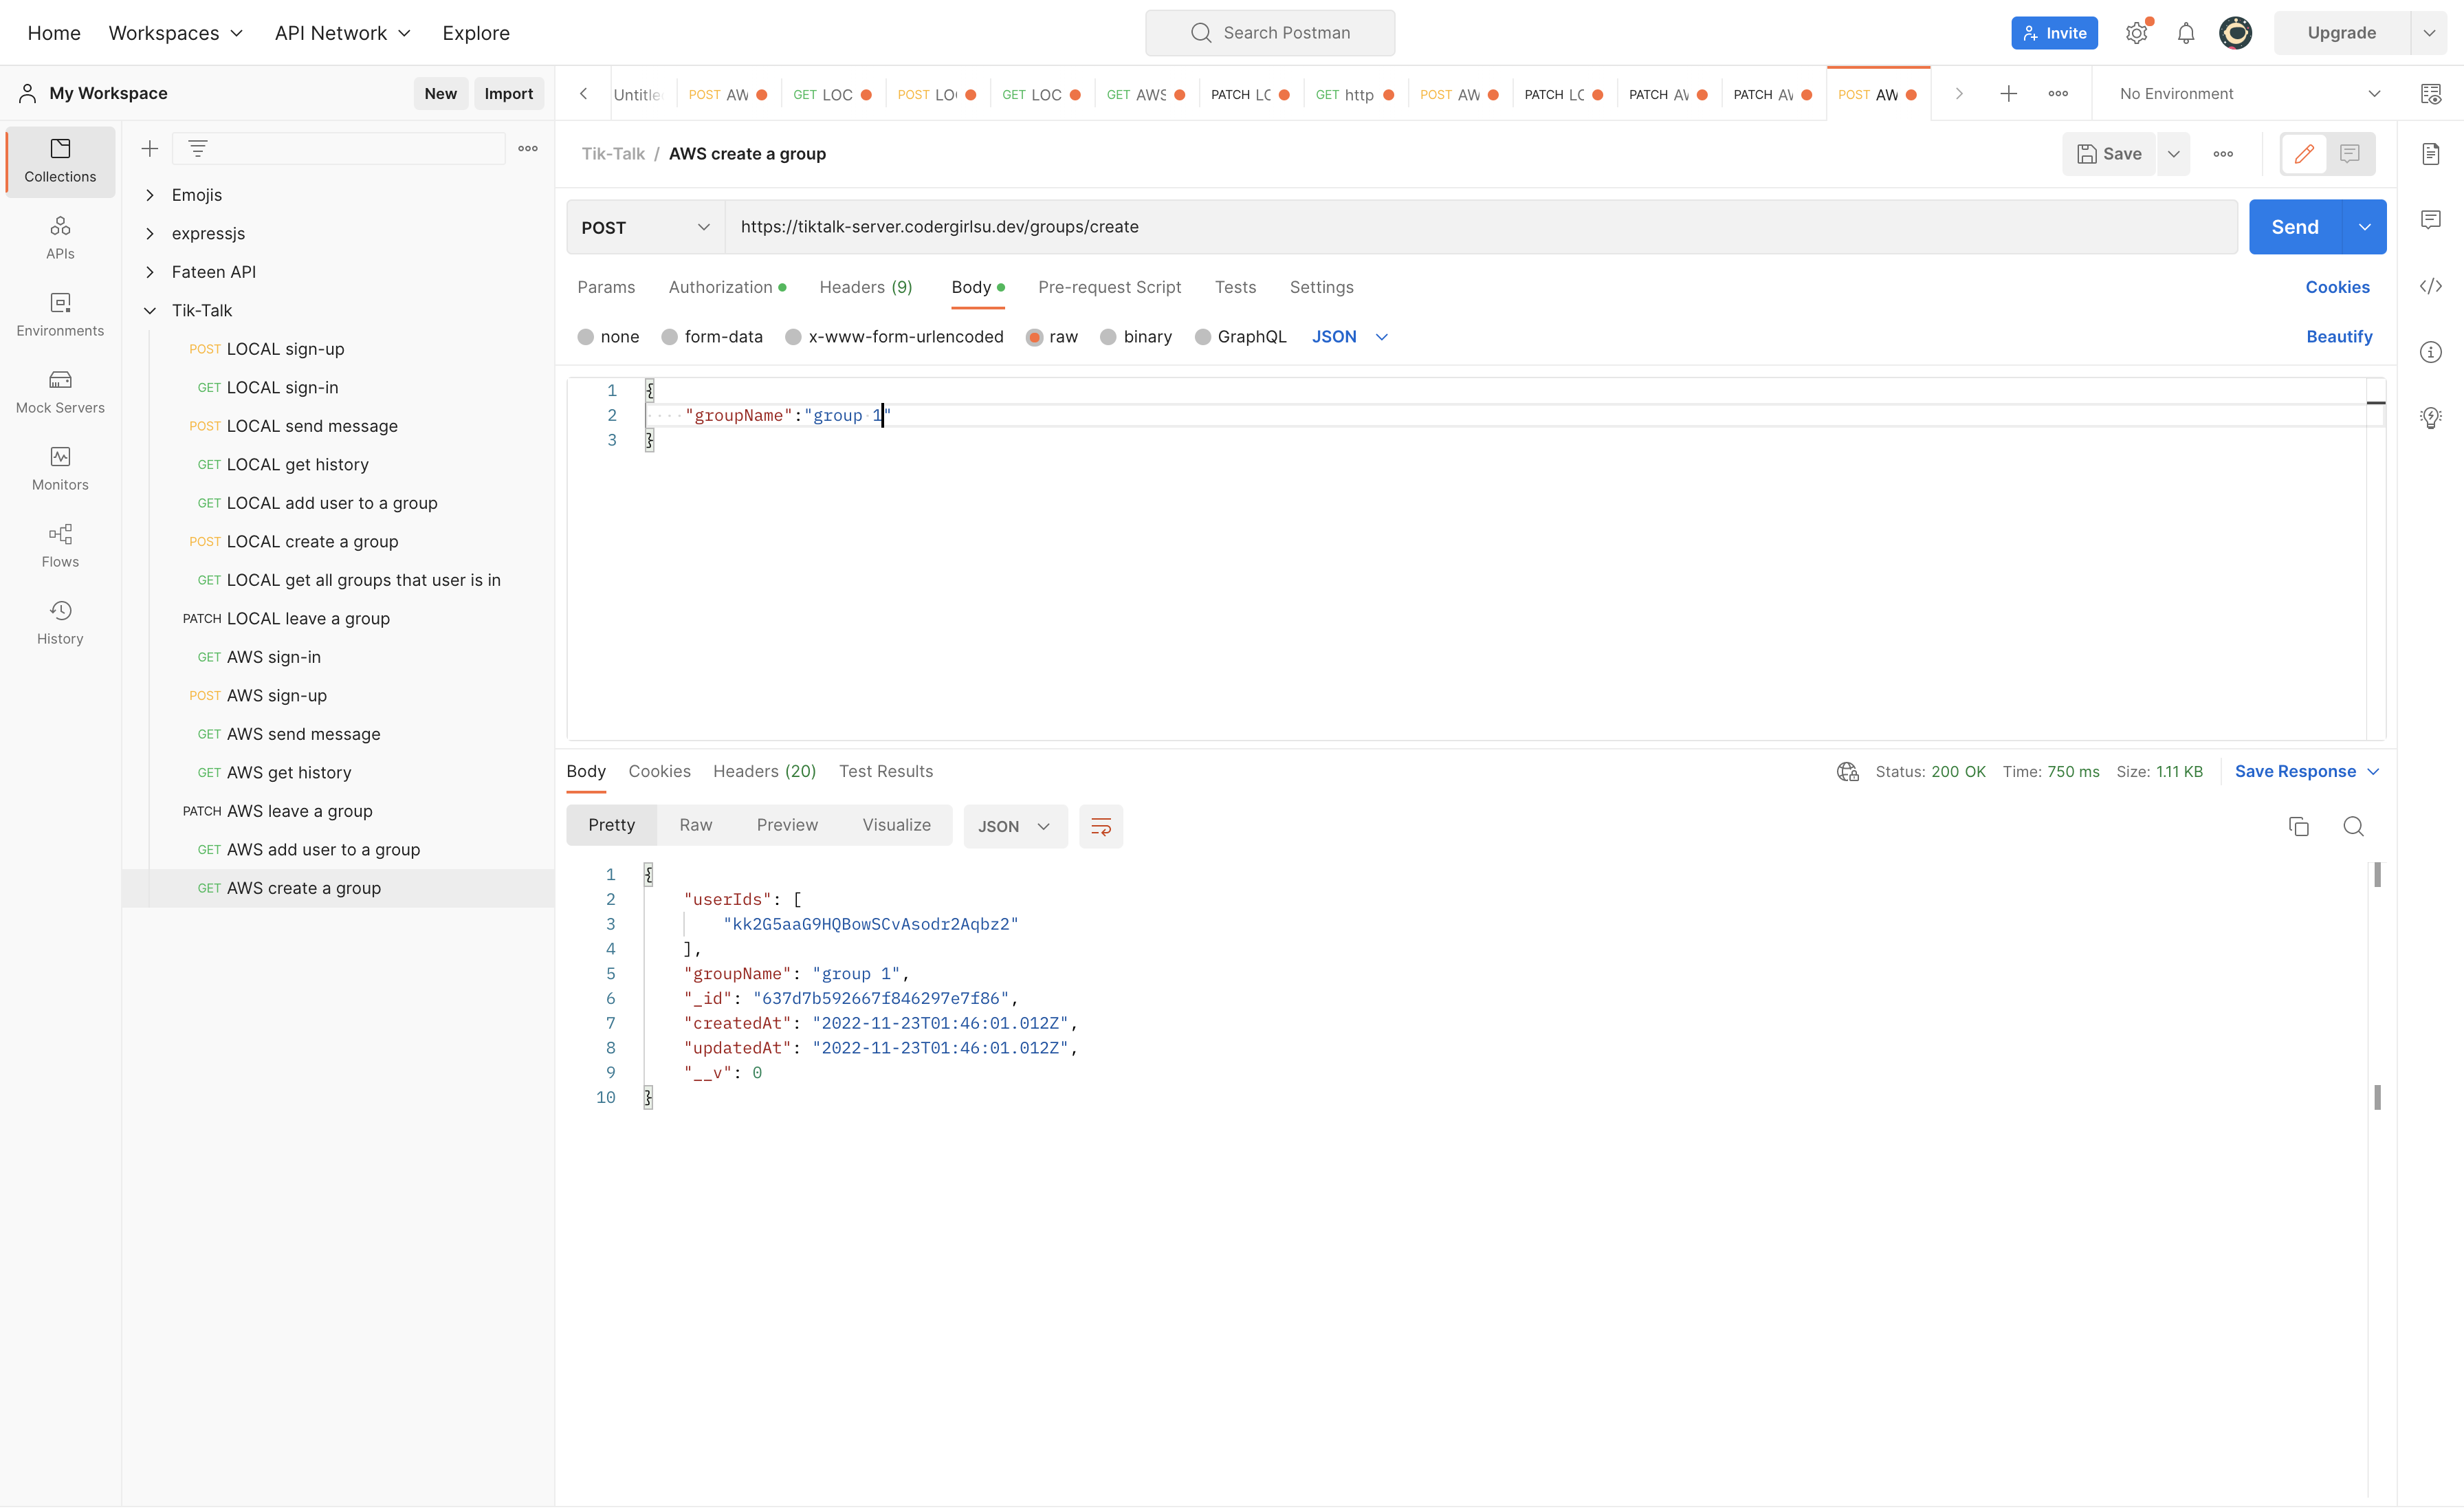 Home Workspaces API Network Explore Search Postman Invite Upgrade
My Workspace New Import Untitle POST AW GET LOC POST LO GET LOC GET AWS PATCH LC GET http POST AW PATCH LC PATCH AV PATCH AV POST AW No Environment
Collections
APIs
Environments
Mock Servers
Monitors
Flows
History
Emojis
expressjs
Fateen API
Tik-Talk
POST LOCAL sign-up
GET LOCAL sign-in
POST LOCAL send message
GET LOCAL get history
GET LOCAL add user to a group
POST LOCAL create a group
GET LOCAL get all groups that user is in
PATCH LOCAL leave a group
GET AWS sign-in
POST AWS sign-up
GET AWS send message
GET AWS get history
PATCH AWS leave a group
GET AWS add user to a group
GET AWS create a group
Tik-Talk / AWS create a group Save
POST https://tiktalk-server.codergirlsu.dev/groups/create Send
Params Authorization Headers (9) Body Pre-request Script Tests Settings Cookies
none form-data x-www-form-urlencoded raw binary GraphQL JSON Beautify
1 {
2 "groupName":"group 1"
3 }
Body Cookies Headers (20) Test Results Status: 200 OK Time: 750 ms Size: 1.11 KB Save Response
Pretty Raw Preview Visualize JSON
1 {
2 "userIds": [
3 "kk2G5aaG9HQBowSCvAsodr2Aqbz2"
4 ],
5 "groupName": "group 1",
6 "_id": "637d7b592667f846297e7f86",
7 "createdAt": "2022-11-23T01:46:01.012Z",
8 "updatedAt": "2022-11-23T01:46:01.012Z",
9 "__v": 0
10 }